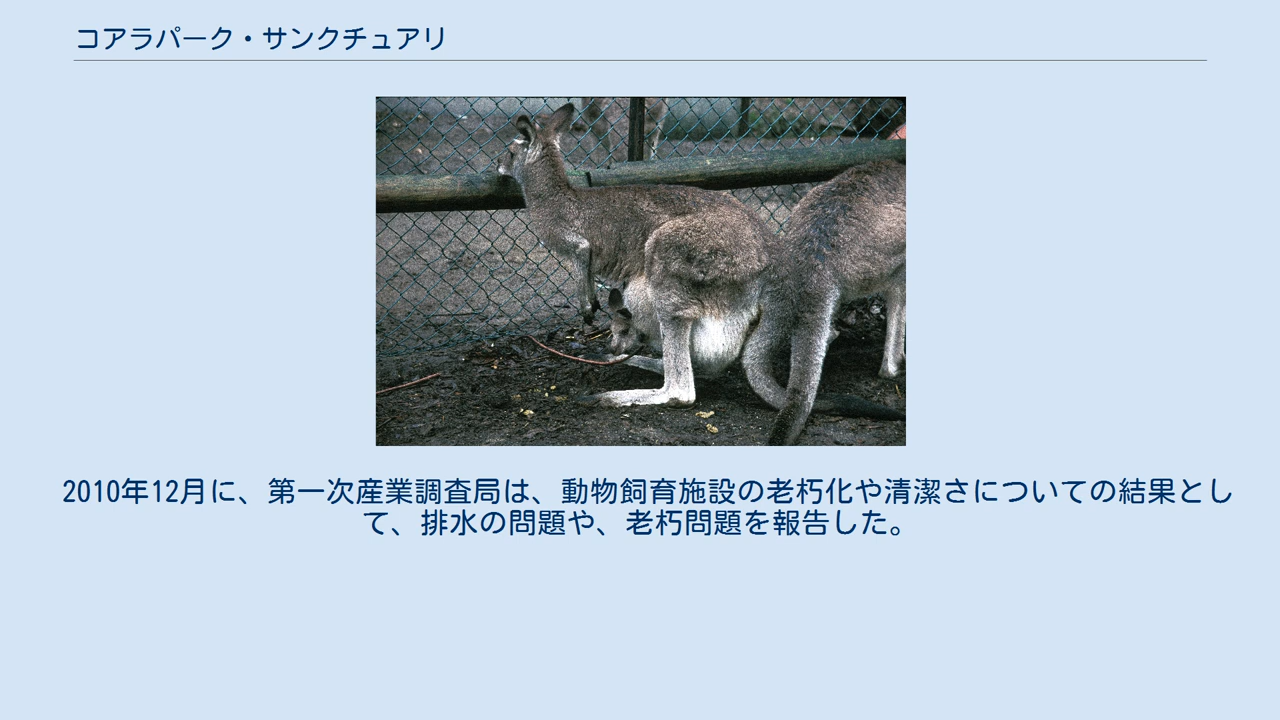 コアラパーク・サンクチュアリ
2010年12月に、第一次産業調査局は、動物飼育施設の老朽化や清潔さについての結果とし
て、排水の問題や、老朽問題を報告した。